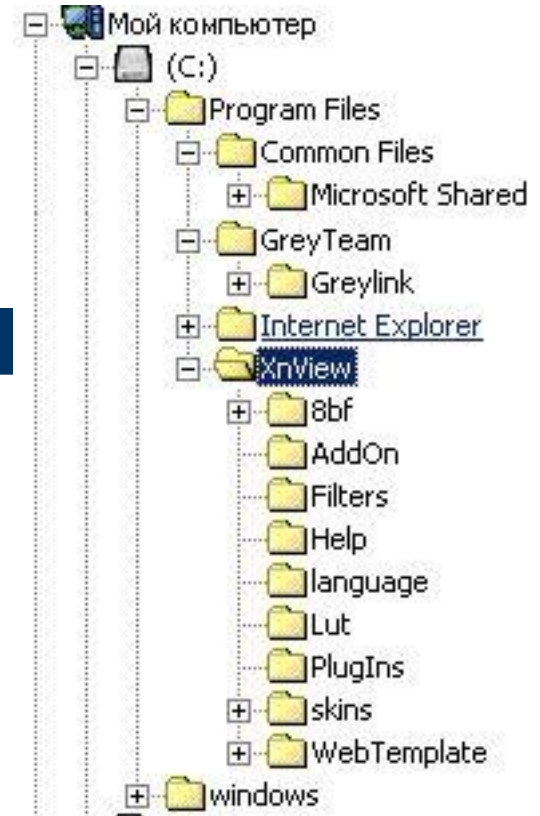 Мой компьютер
(C:)
Program Files
Common Files
Microsoft Shared
GreyTeam
Greylink
Internet Explorer
XnView
8bf
AddOn
Filters
Help
language
Lut
PlugIns
skins
WebTemplate
windows